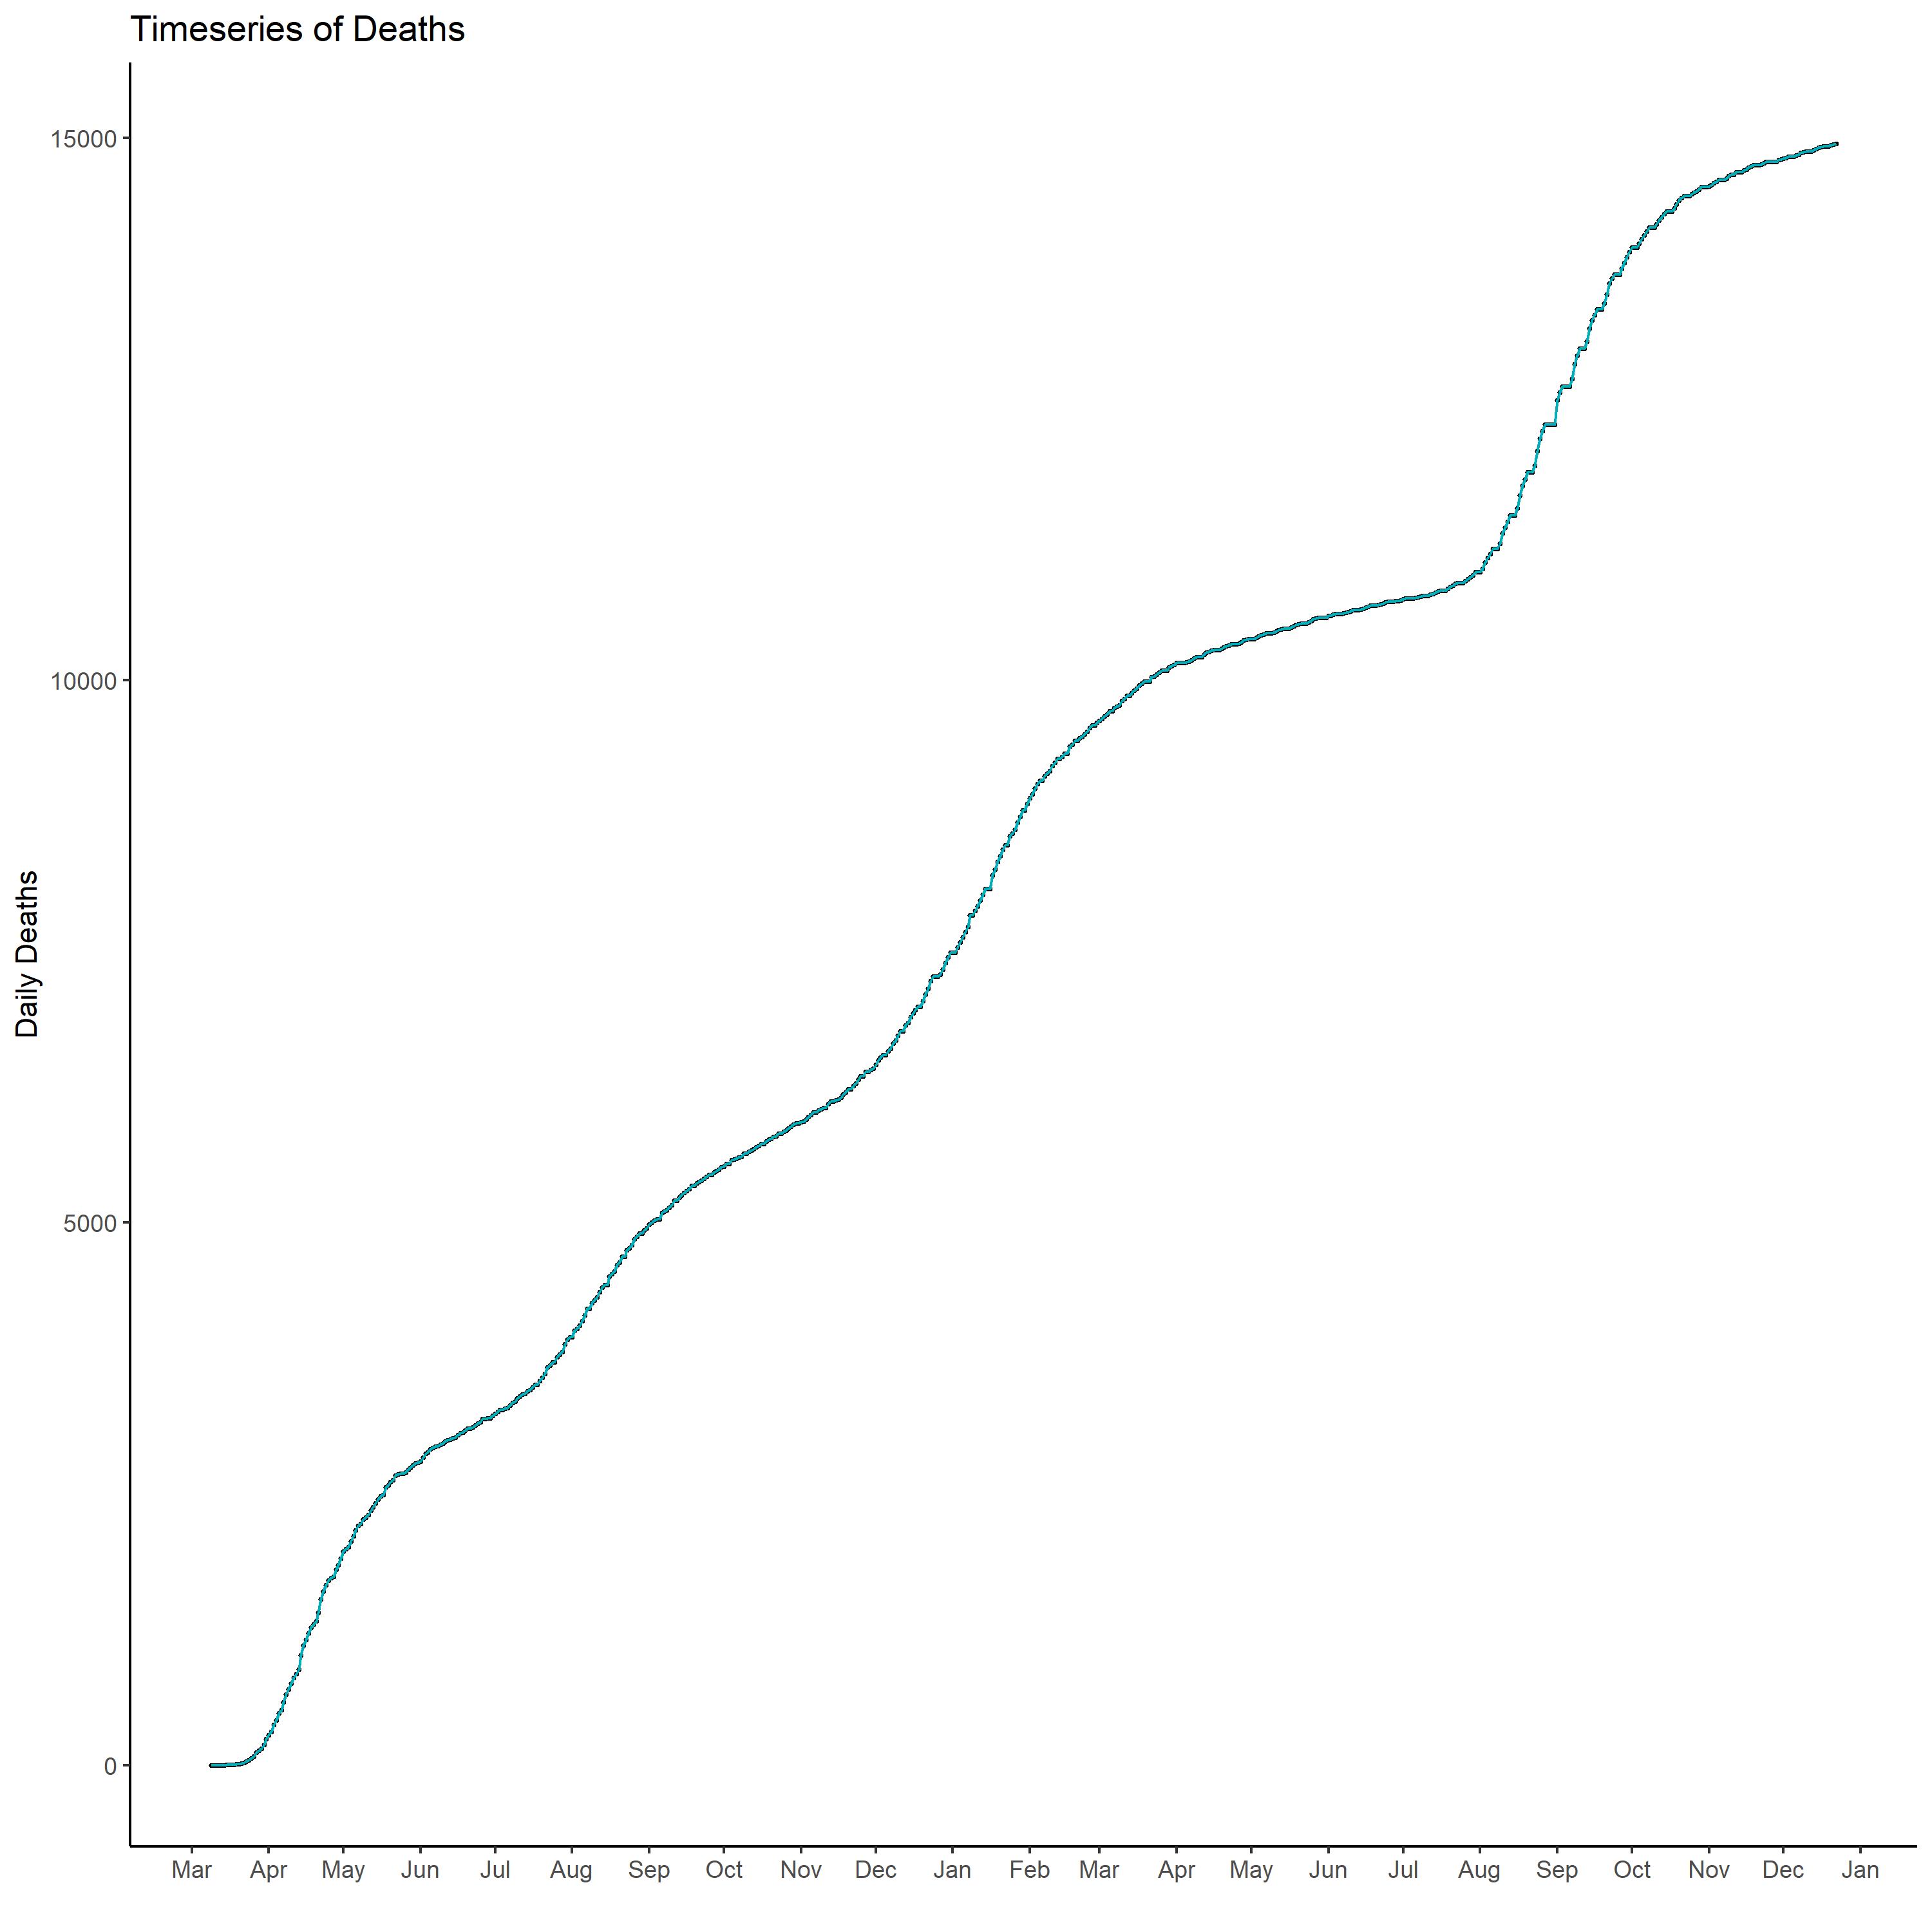 Timeseries of Deaths
15000
10000
5000
0
Daily Deaths
Mar Apr May Jun Jul Aug Sep Oct Nov Dec Jan Feb Mar Apr May Jun Jul Aug Sep Oct Nov Dec Jan